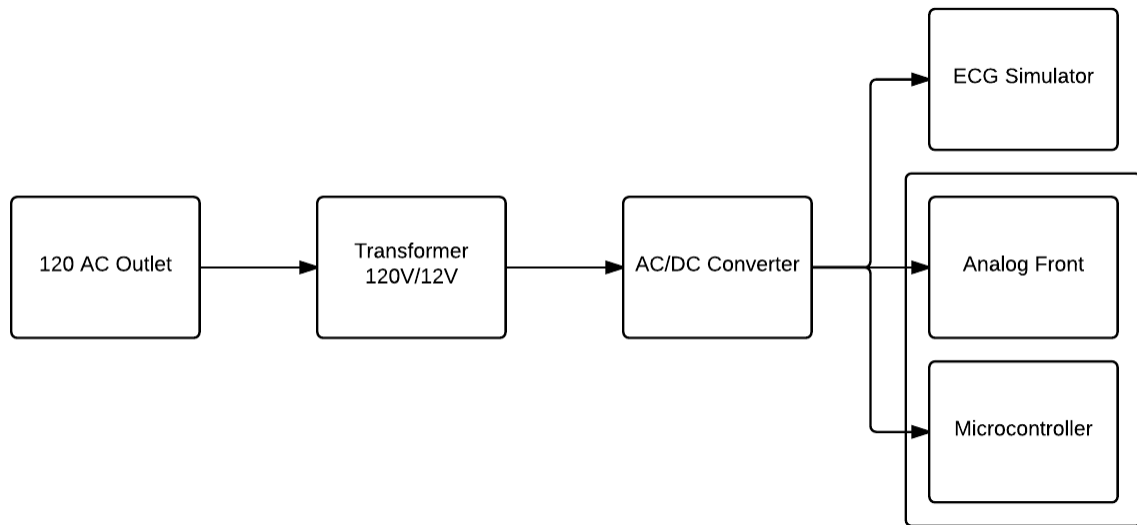 ECG Simulator
120 AC Outlet
Transformer
120V/12V
AC/DC Converter
Analog Front
Microcontroller